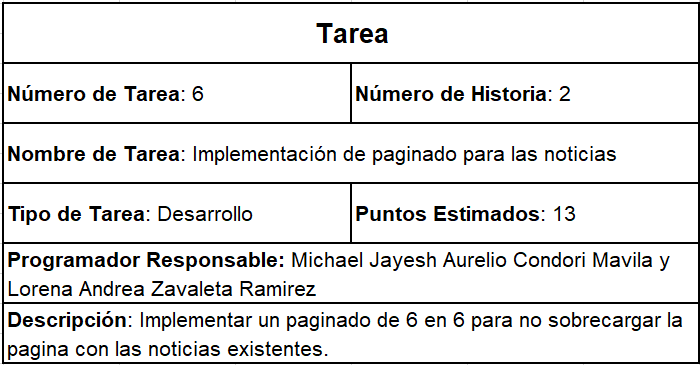 Tarea
Número de Tarea: 6
Número de Historia: 2
Nombre de Tarea: Implementación de paginado para las noticias
Tipo de Tarea: Desarrollo
Puntos Estimados: 13
Programador Responsable: Michael Jayesh Aurelio Condori Mavila y
Lorena Andrea Zavaleta Ramirez
Descripción: Implementar un paginado de 6 en 6 para no sobrecargar la
pagina con las noticias existentes.